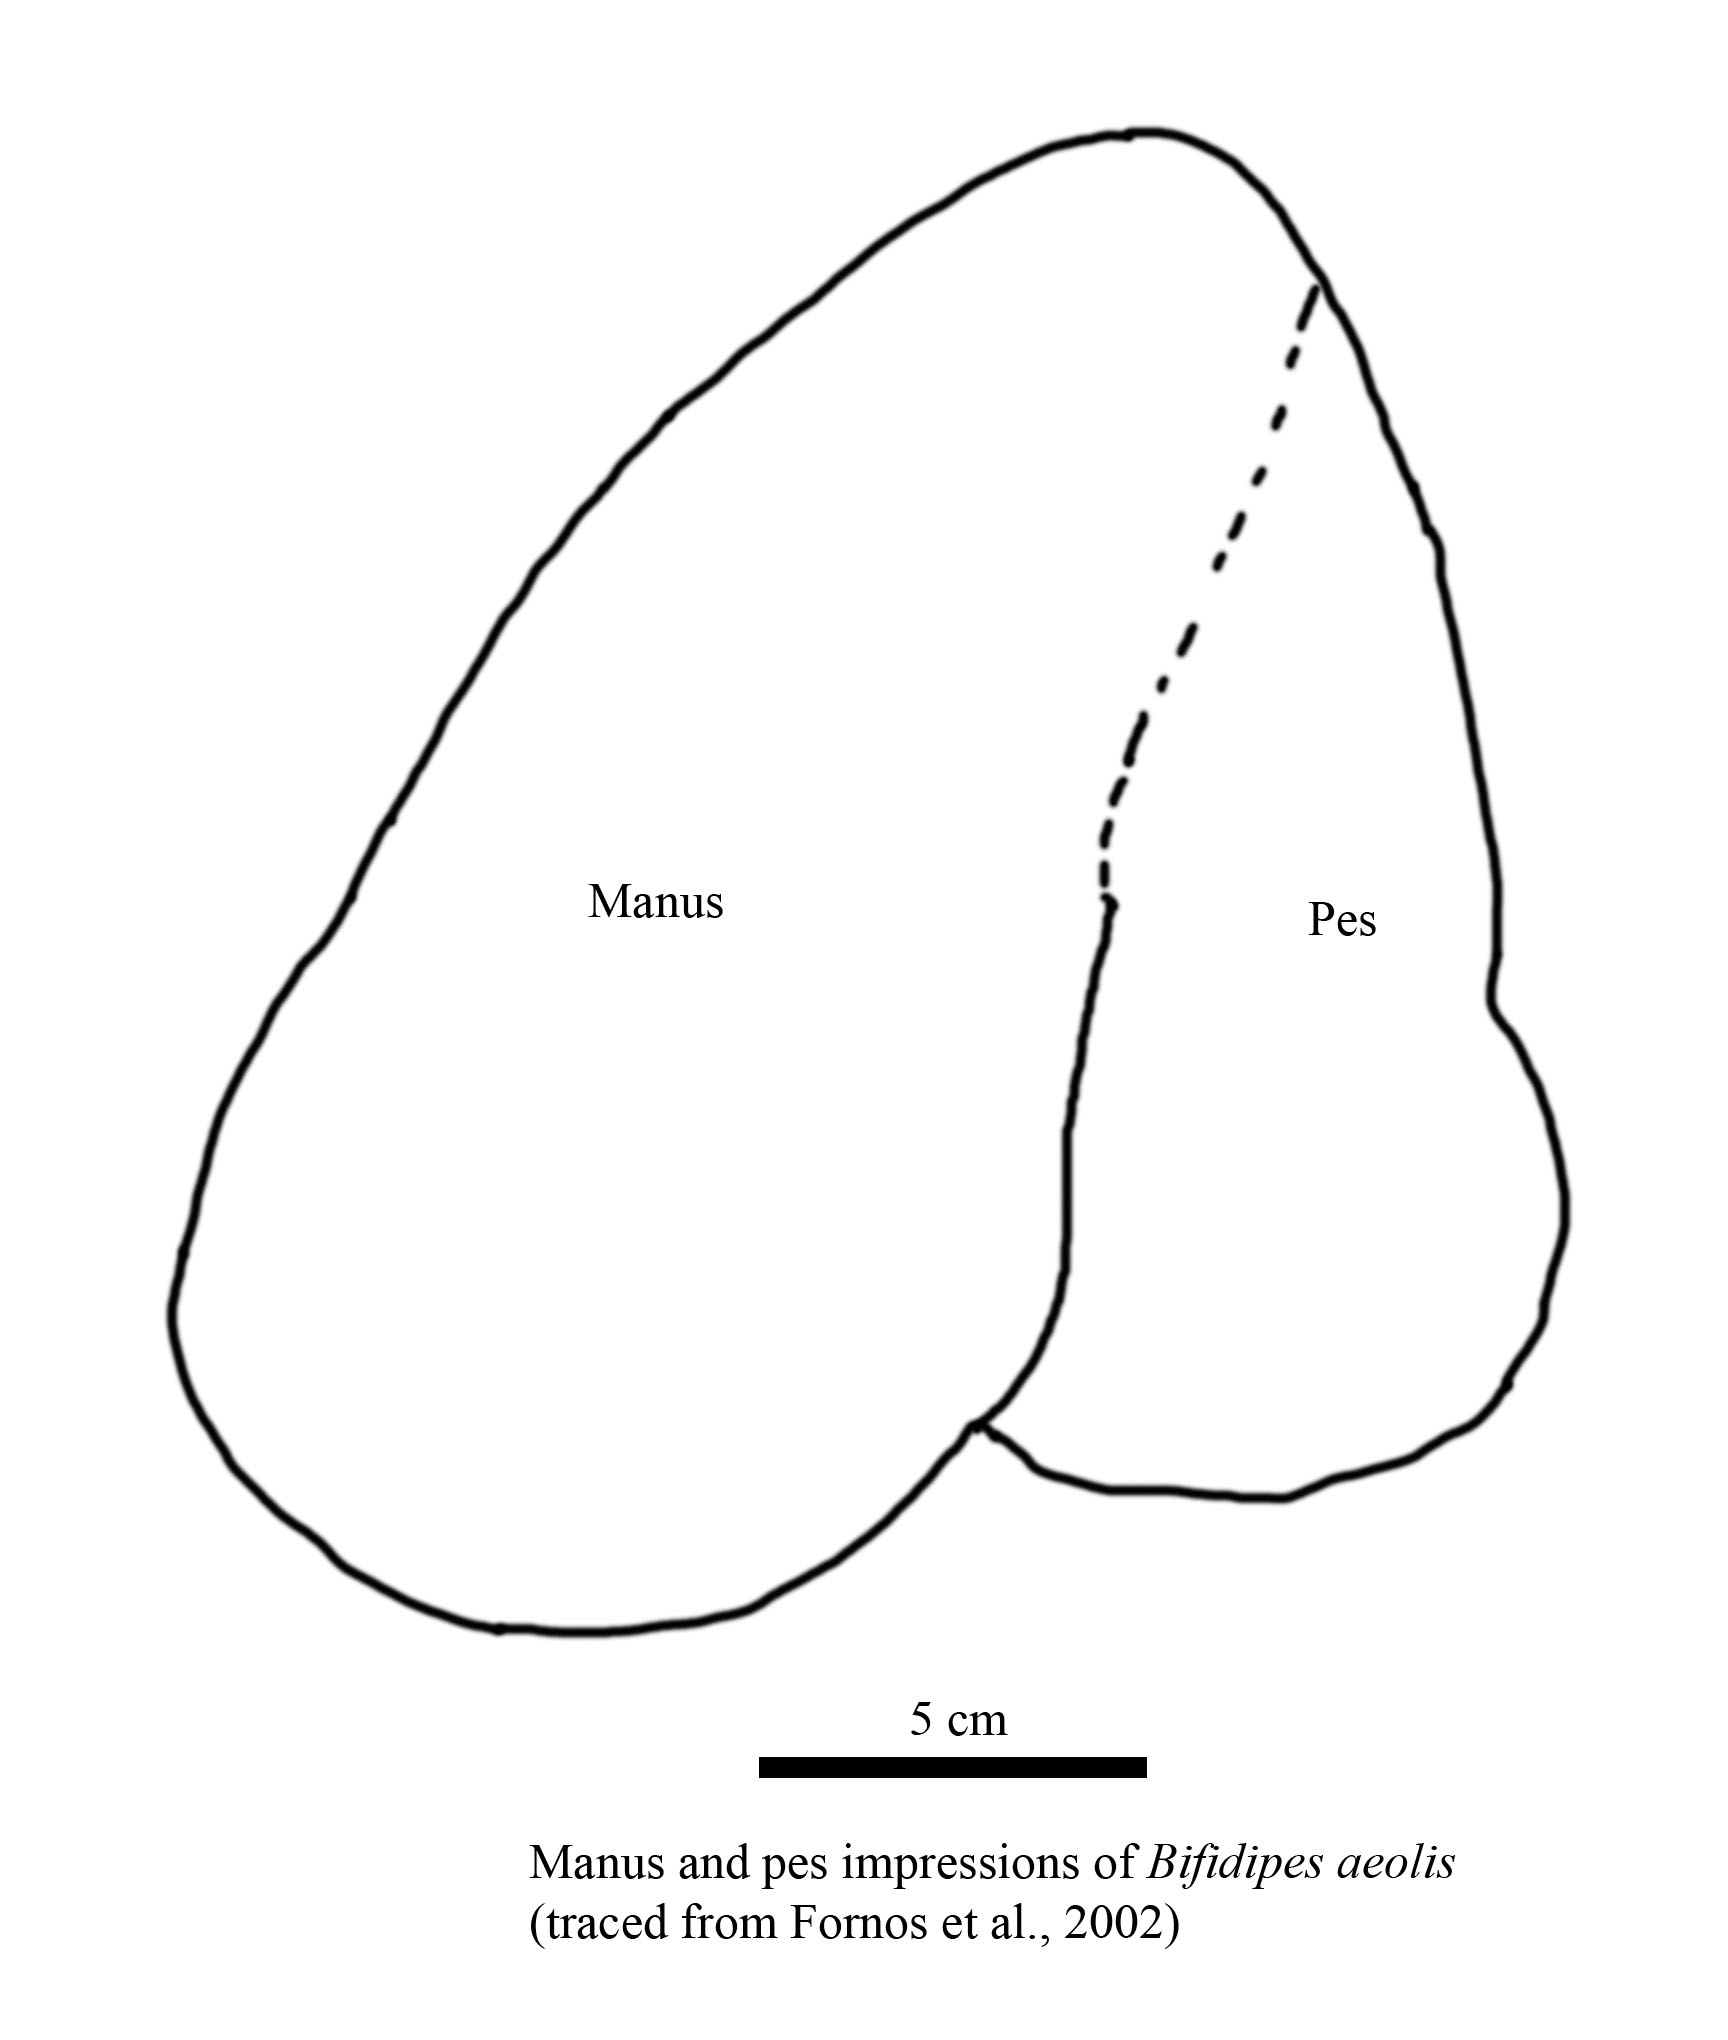 Manus
Pes
5 cm
Manus and pes impressions of Bifidipes aeolis
(traced from Fornos et al., 2002)